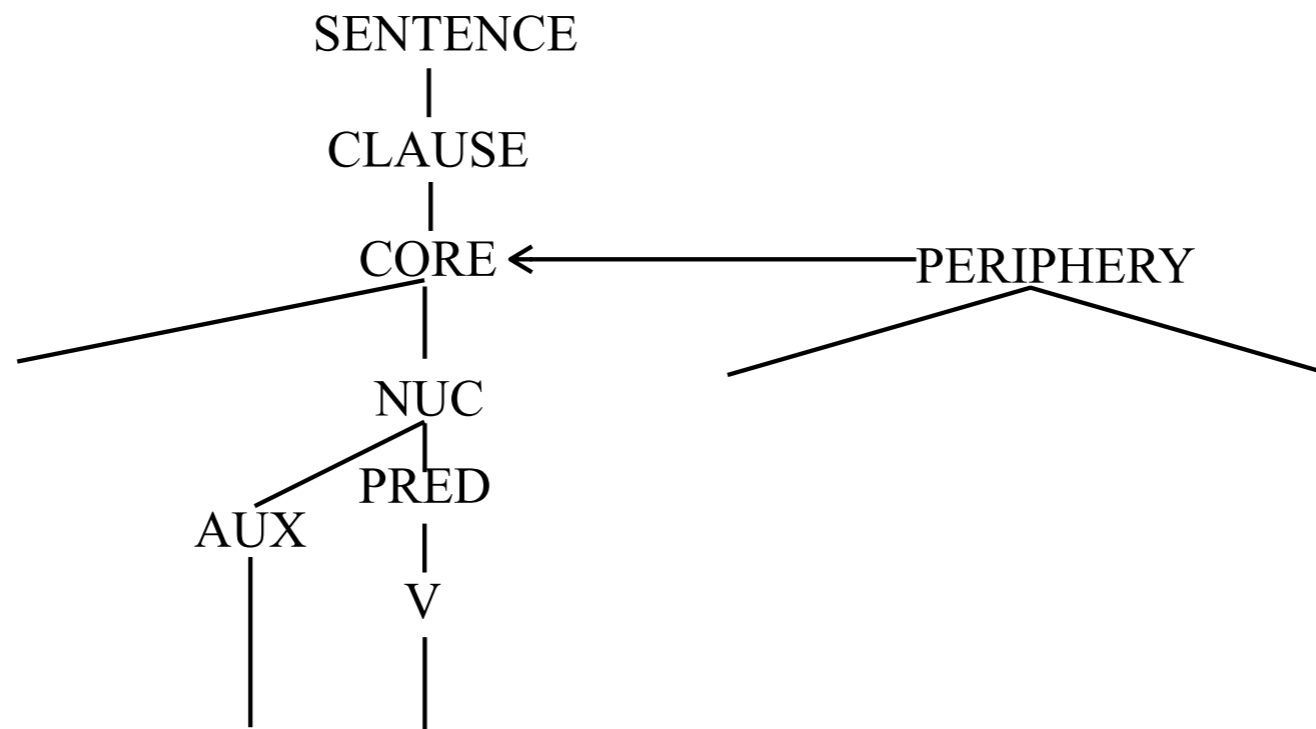 SENTENCE
CLAUSE
CORE PERIPHERY
NUC
PRED
AUX
V